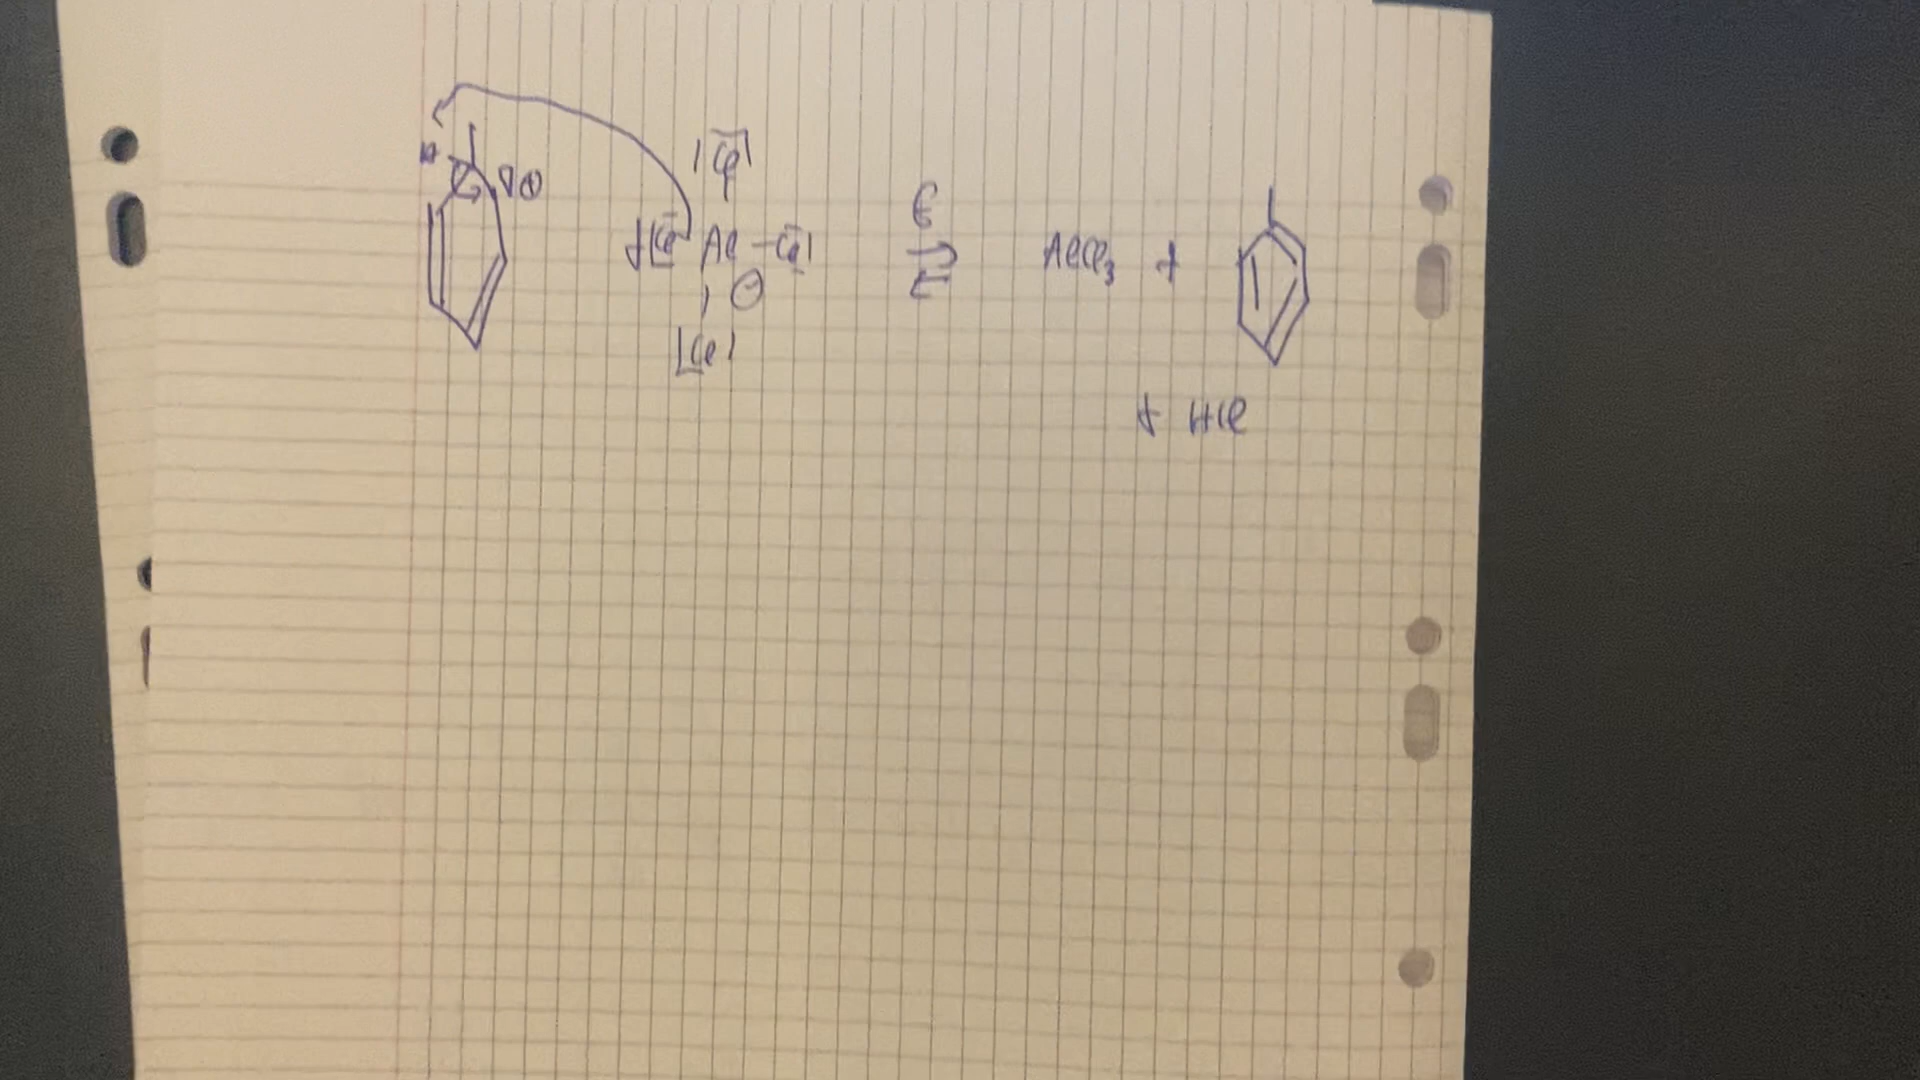 H ⊕ + |Cl - Al - Cl| ⊖ ⇌ AlCl₃ +
|Cl|
|Cl|
+ HCl